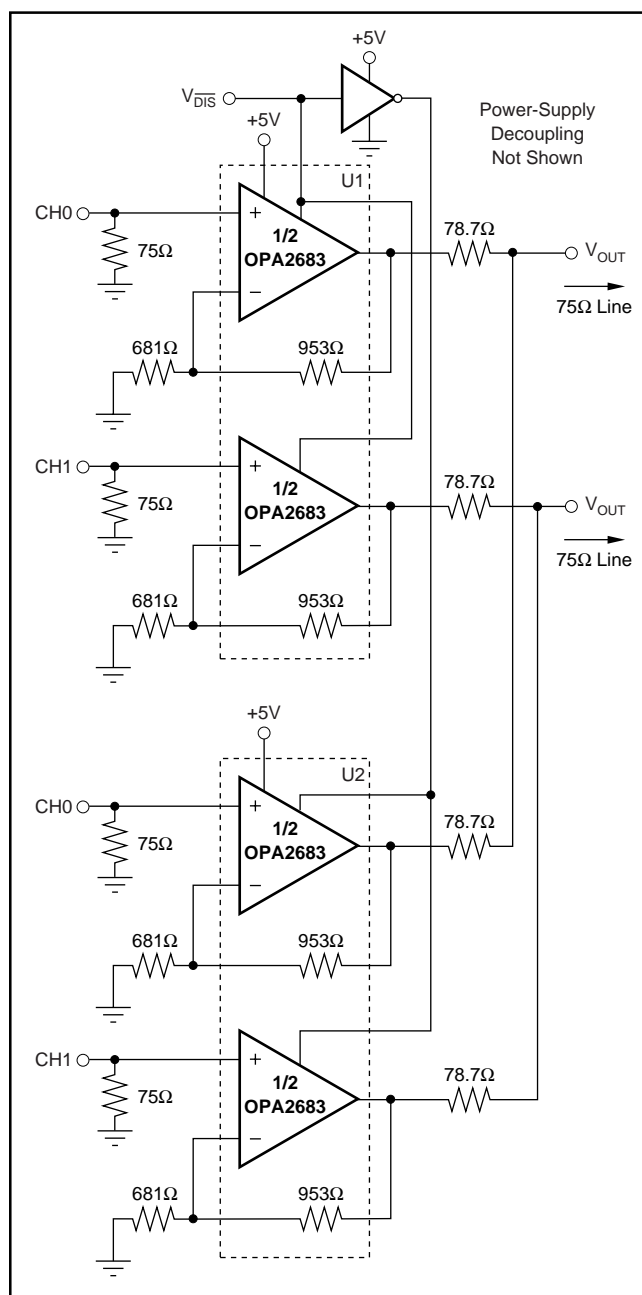 +5V
V_DIS̅
+5V
Power-Supply
Decoupling
Not Shown
U1
CH0
+
1/2
OPA2683
−
75Ω
78.7Ω
V_OUT
75Ω Line
681Ω
953Ω
CH1
+
1/2
OPA2683
−
75Ω
78.7Ω
V_OUT
75Ω Line
681Ω
953Ω
+5V
U2
CH0
+
1/2
OPA2683
−
75Ω
78.7Ω
681Ω
953Ω
CH1
+
1/2
OPA2683
−
75Ω
78.7Ω
681Ω
953Ω